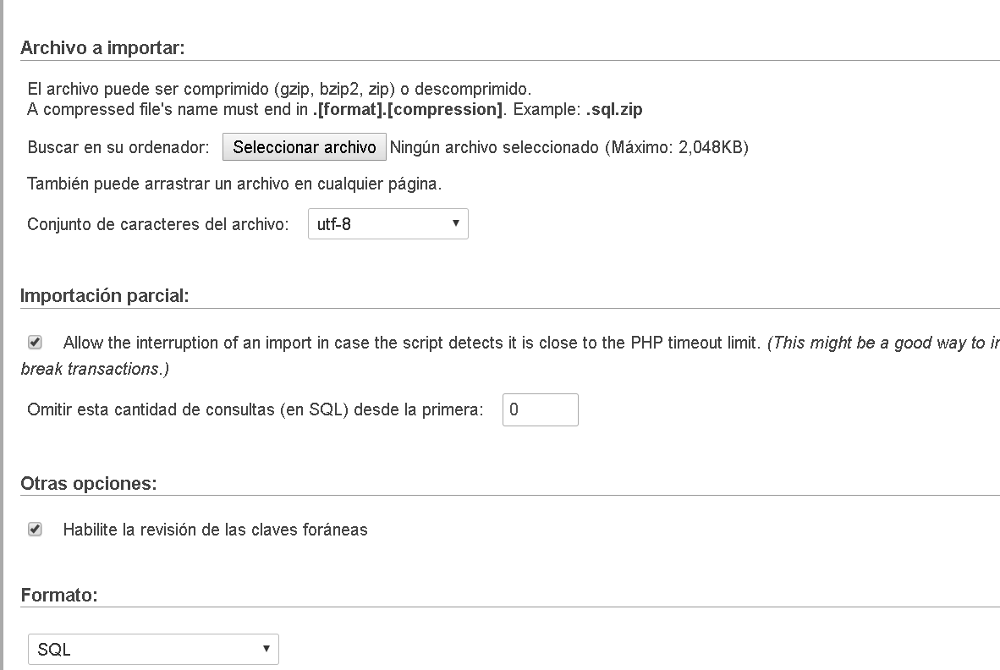 Archivo a importar:
El archivo puede ser comprimido (gzip, bzip2, zip) o descomprimido.
A compressed file's name must end in .[format].[compression]. Example: .sql.zip
Buscar en su ordenador: Seleccionar archivo Ningún archivo seleccionado (Máximo: 2,048KB)
También puede arrastrar un archivo en cualquier página.
Conjunto de caracteres del archivo: utf-8
Importación parcial:
Allow the interruption of an import in case the script detects it is close to the PHP timeout limit. (This might be a good way to
break transactions.)
Omitir esta cantidad de consultas (en SQL) desde la primera: 0
Otras opciones:
Habilite la revisión de las claves foráneas
Formato:
SQL